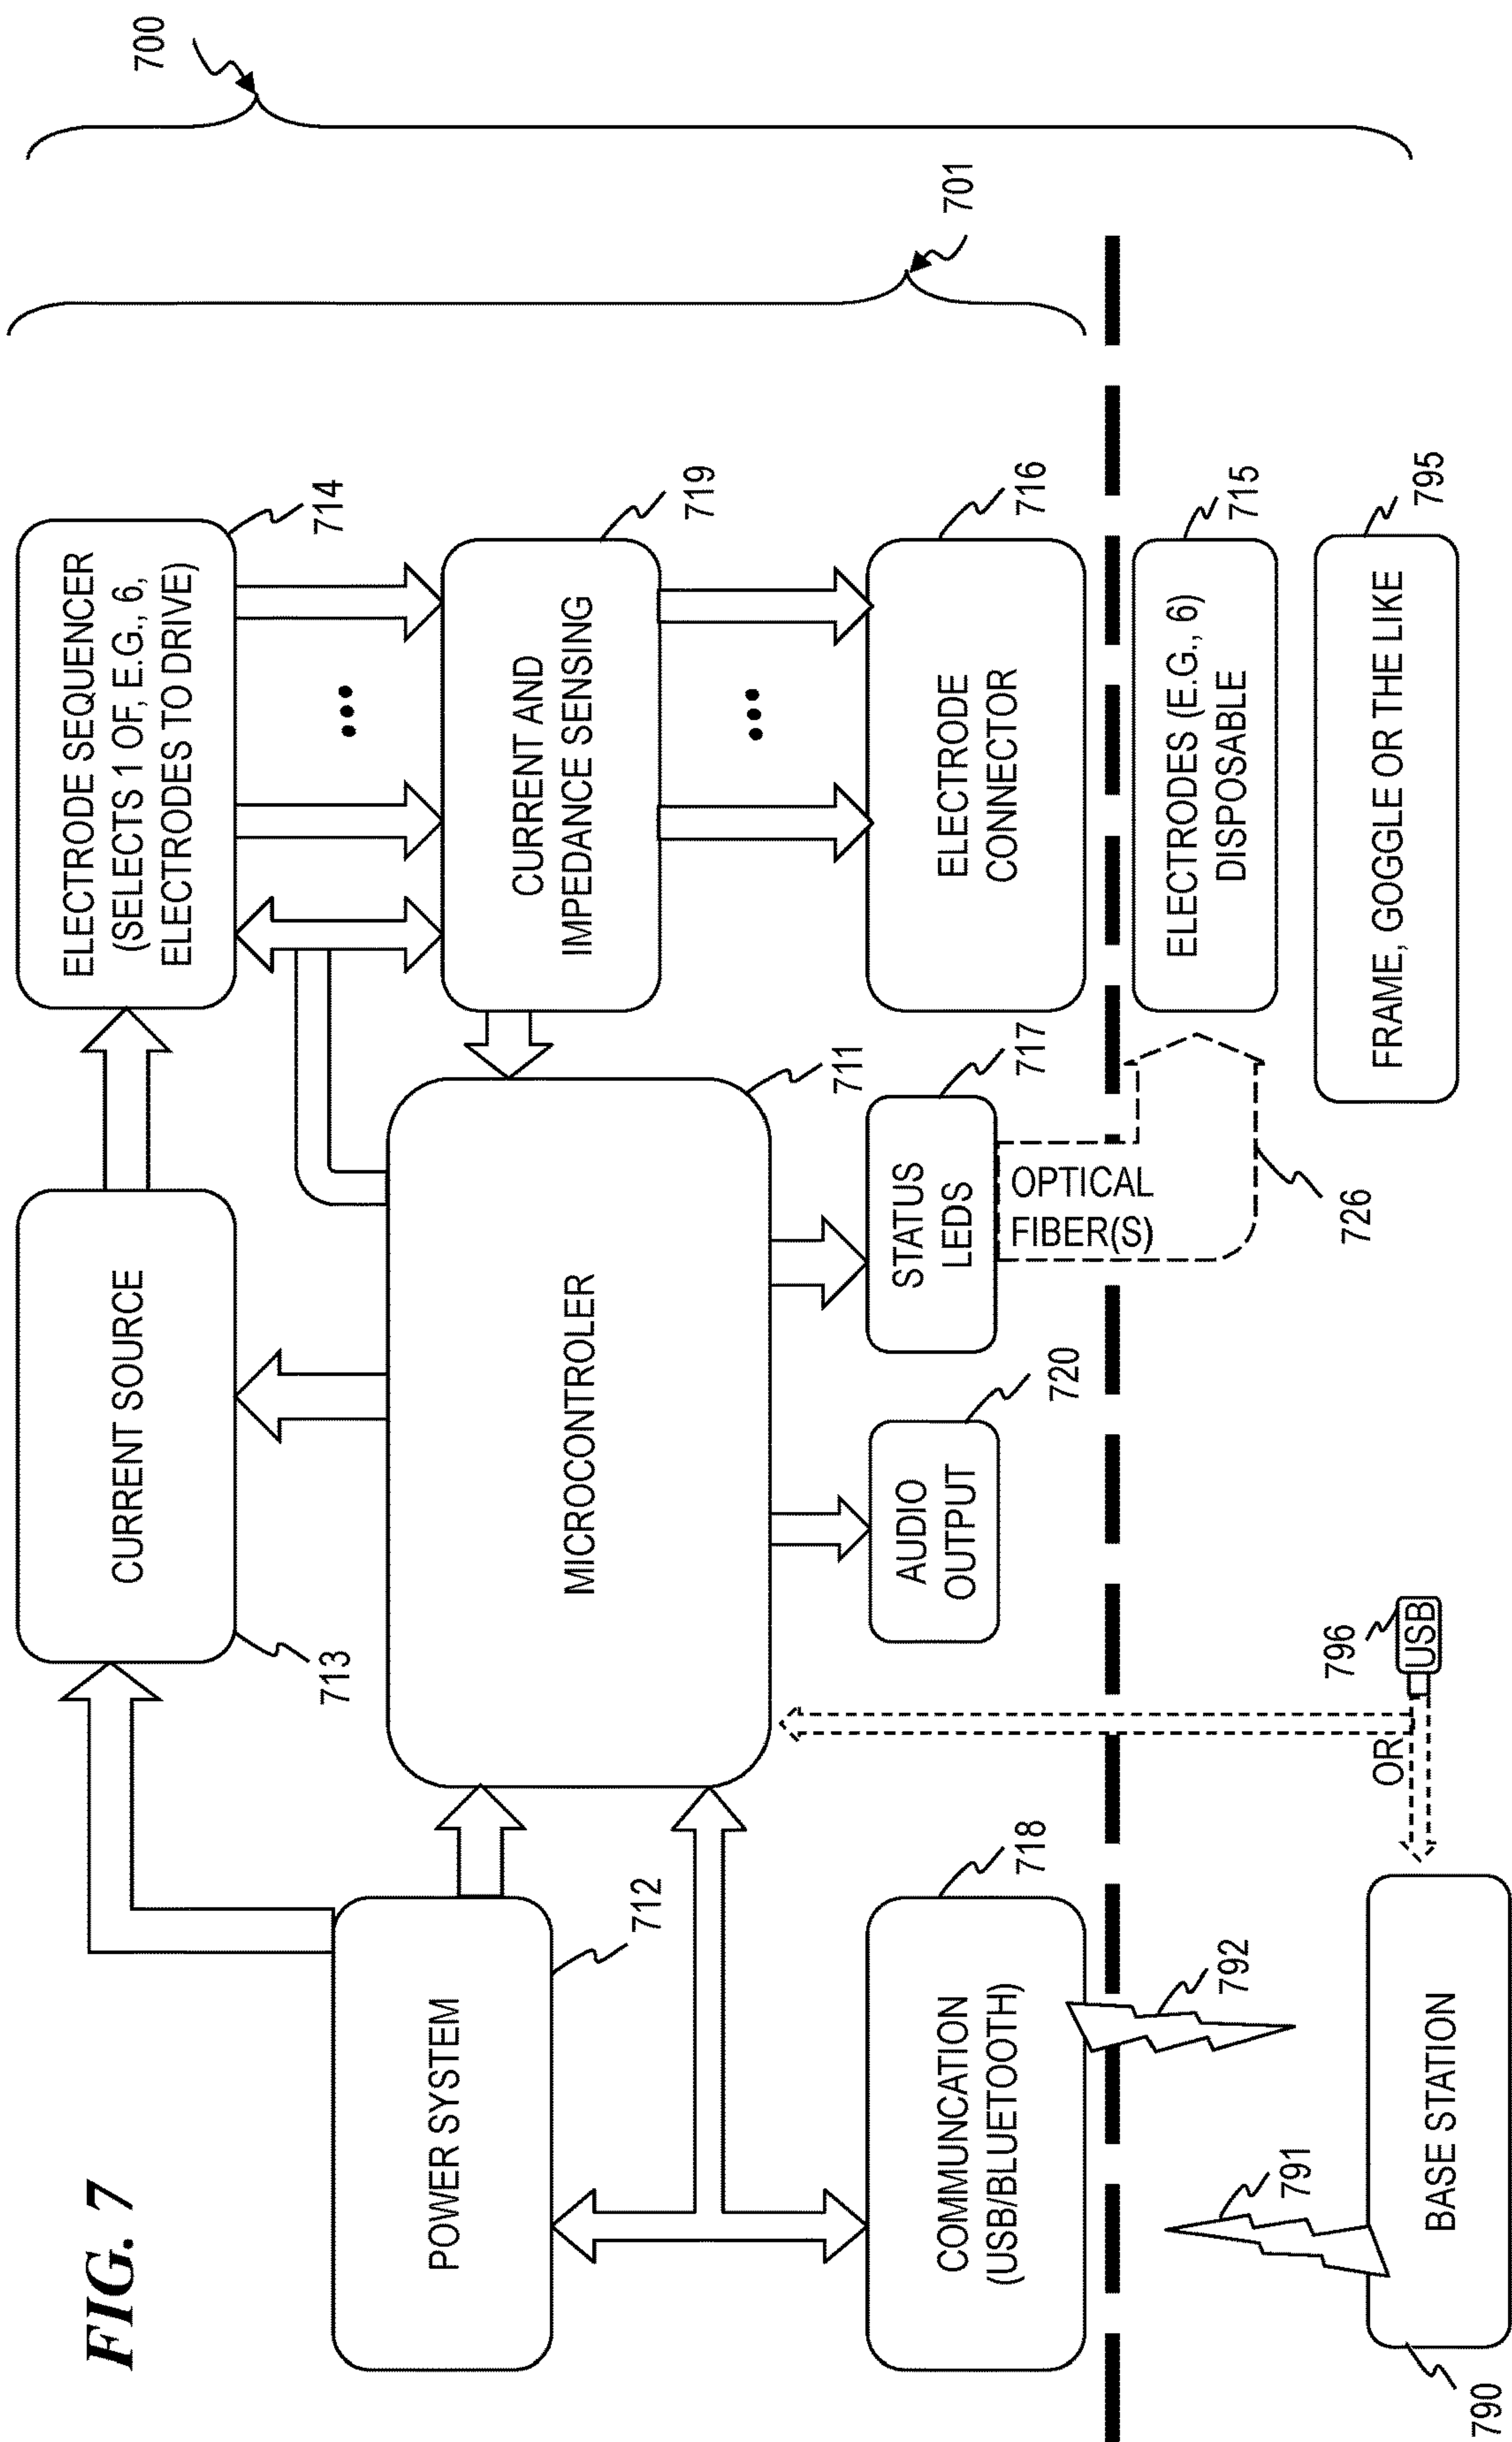 FIG. 7
700
701
POWER SYSTEM
712
CURRENT SOURCE
713
ELECTRODE SEQUENCER
(SELECTS 1 OF, E.G., 6,
ELECTRODES TO DRIVE)
714
MICROCONTROLER
711
CURRENT AND
IMPEDANCE SENSING
719
COMMUNCATION
(USB/BLUETOOTH)
718
AUDIO
OUTPUT
720
STATUS
LEDS
717
ELECTRODE
CONNECTOR
716
OPTICAL
FIBER(S)
726
ELECTRODES (E.G., 6)
DISPOSABLE
715
791
792
BASE STATION
790
OR
USB
796
FRAME, GOGGLE OR THE LIKE
795